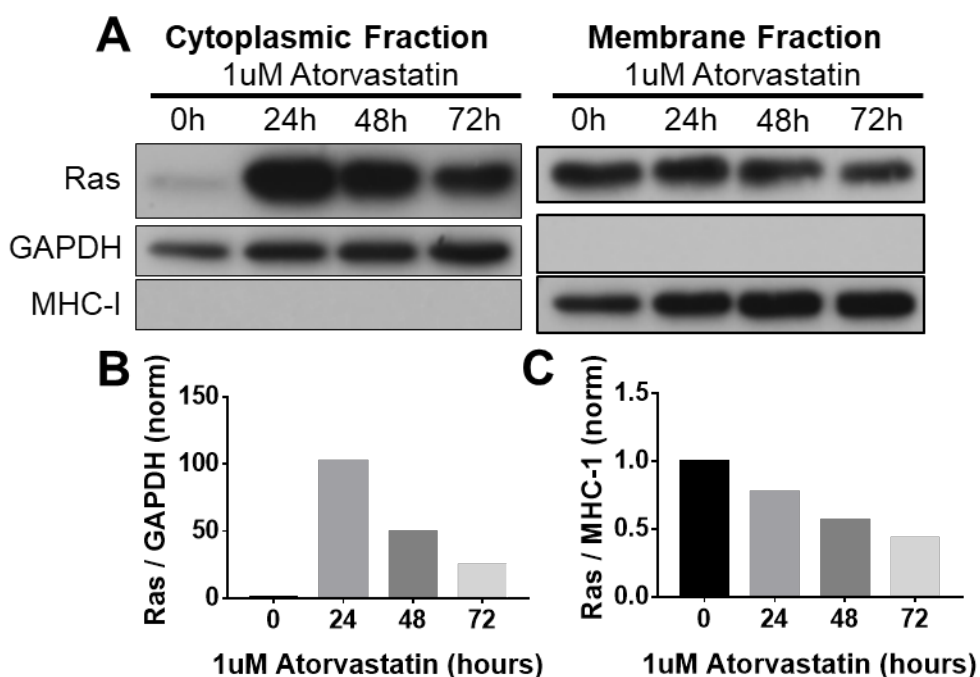 A Cytoplasmic Fraction Membrane Fraction
1uM Atorvastatin 1uM Atorvastatin
0h 24h 48h 72h 0h 24h 48h 72h
Ras
GAPDH
MHC-I
B
Ras / GAPDH (norm)
150
100
50
0
0 24 48 72
1uM Atorvastatin (hours)
C
Ras / MHC-1 (norm)
1.5
1.0
0.5
0.0
0 24 48 72
1uM Atorvastatin (hours)